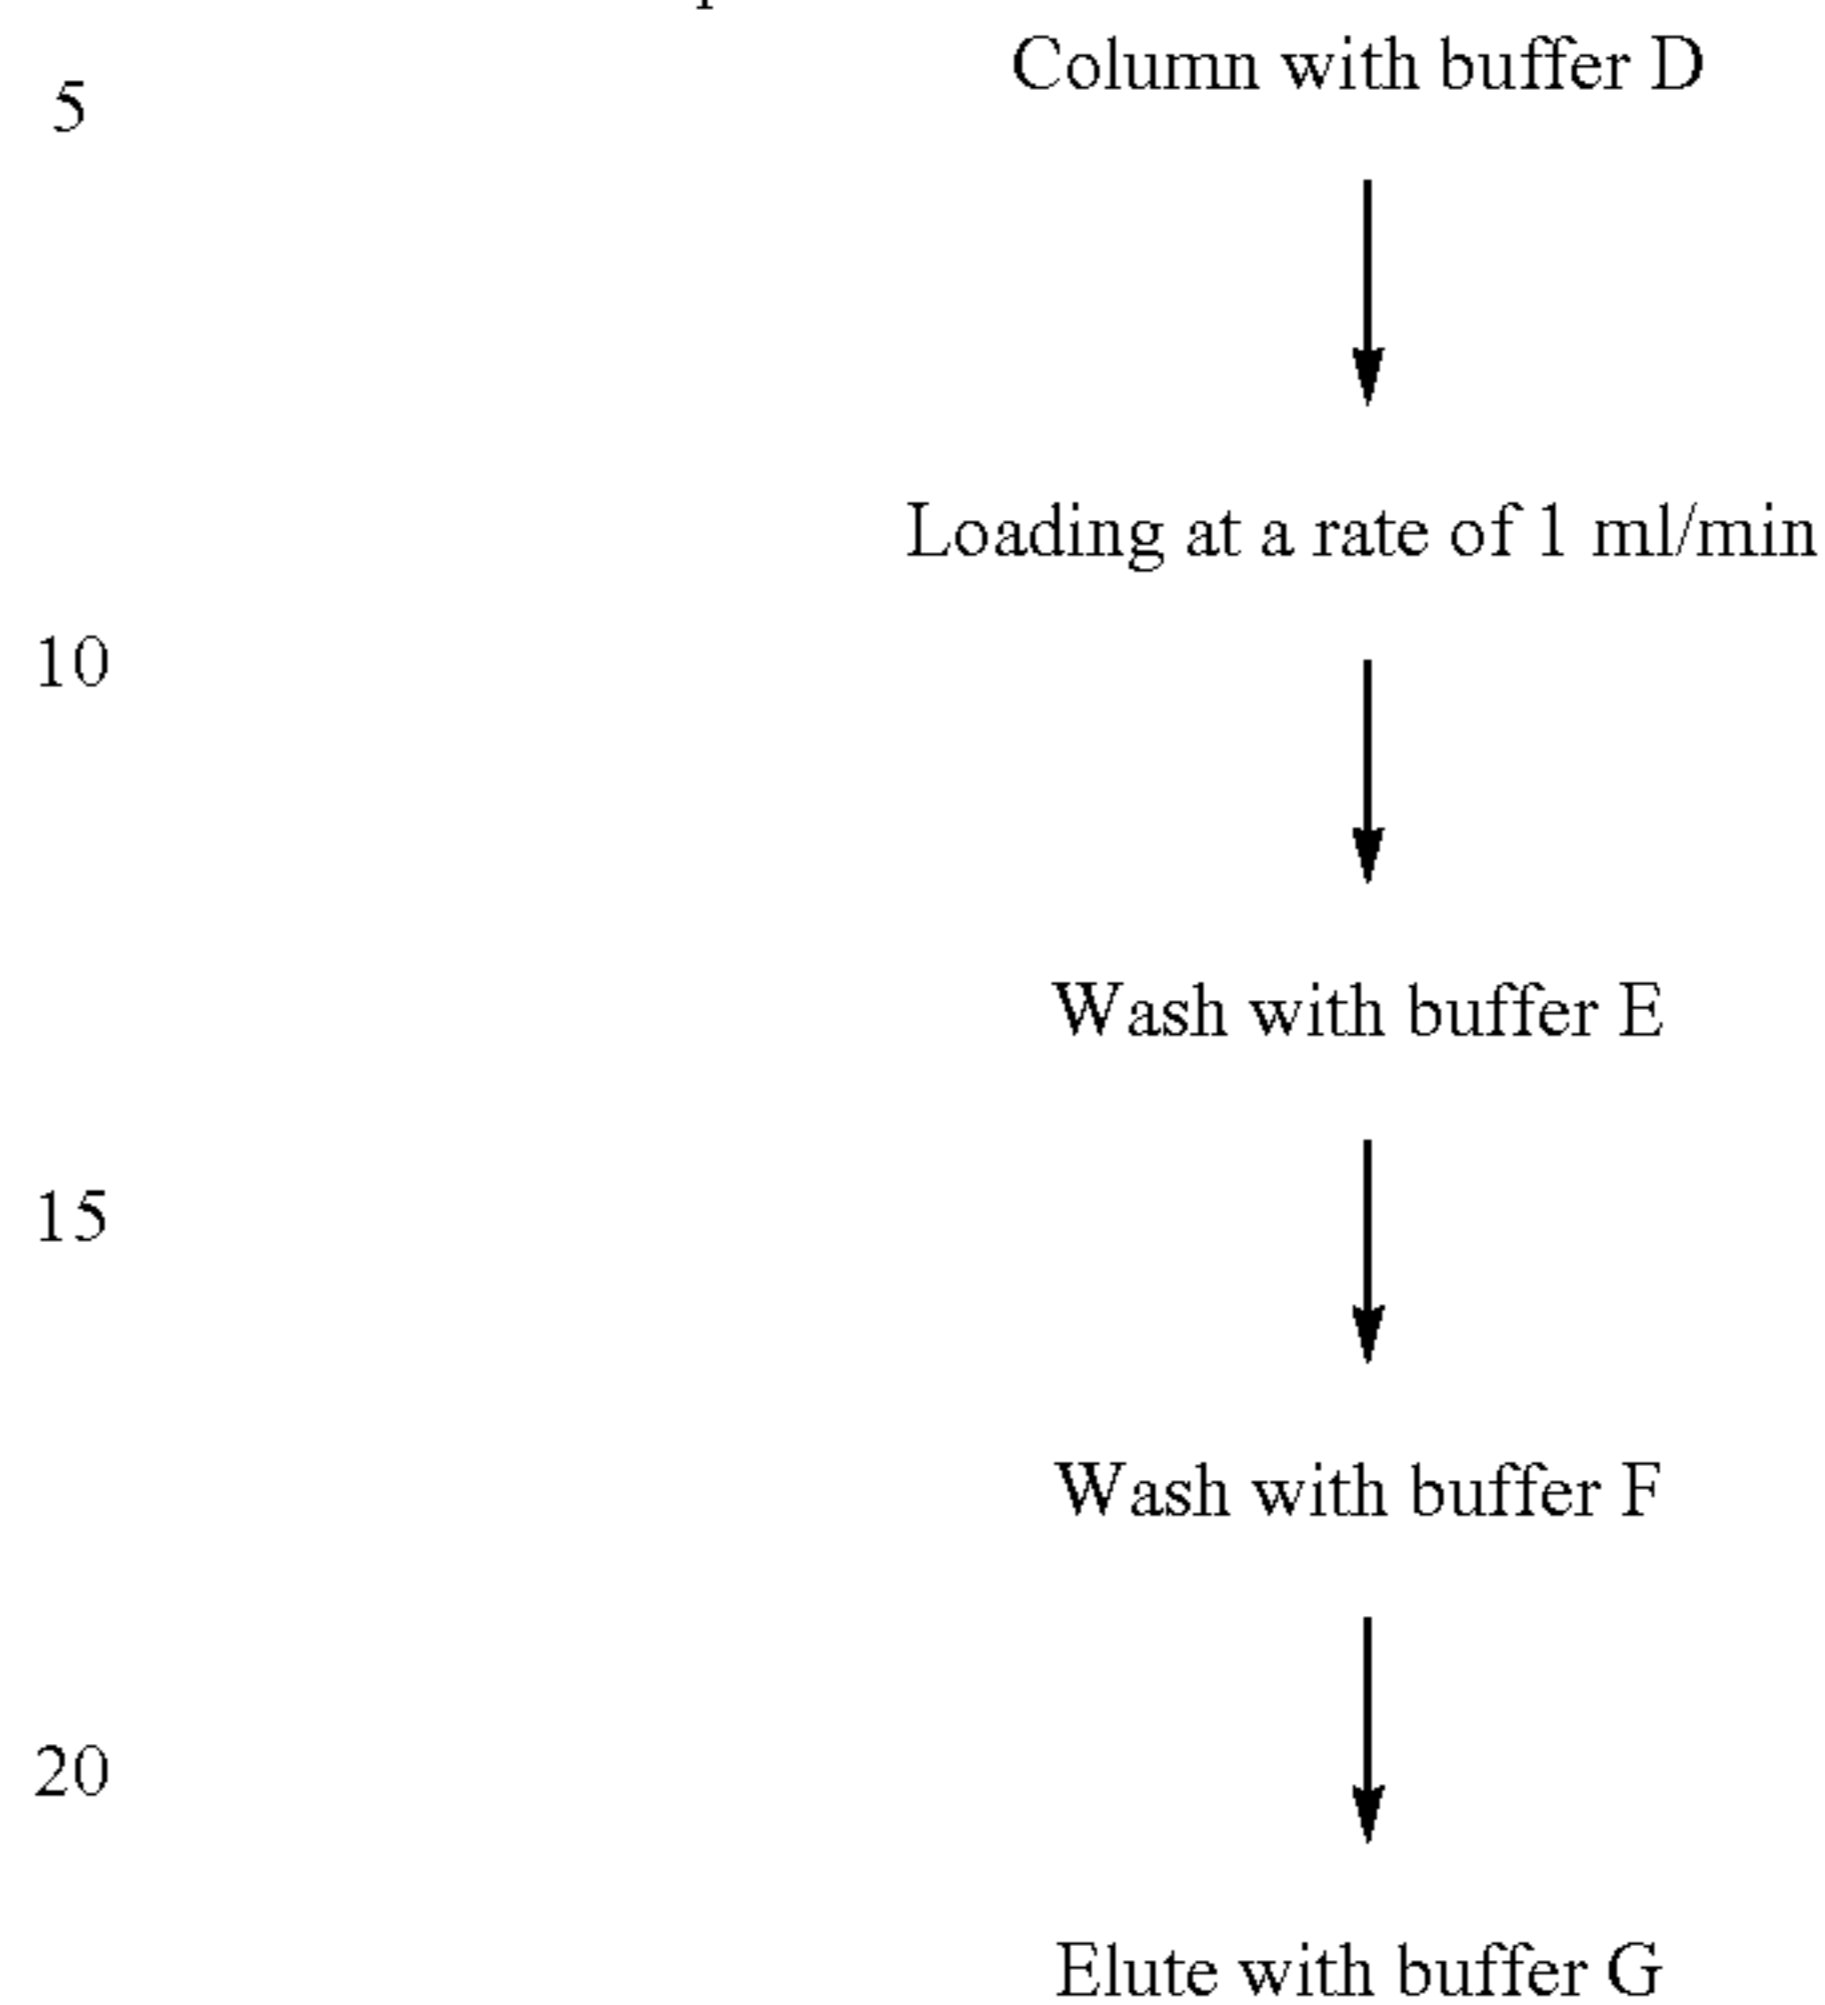 Column with buffer D
5
Loading at a rate of 1 ml/min
10
Wash with buffer E
15
Wash with buffer F
20
Elute with buffer G